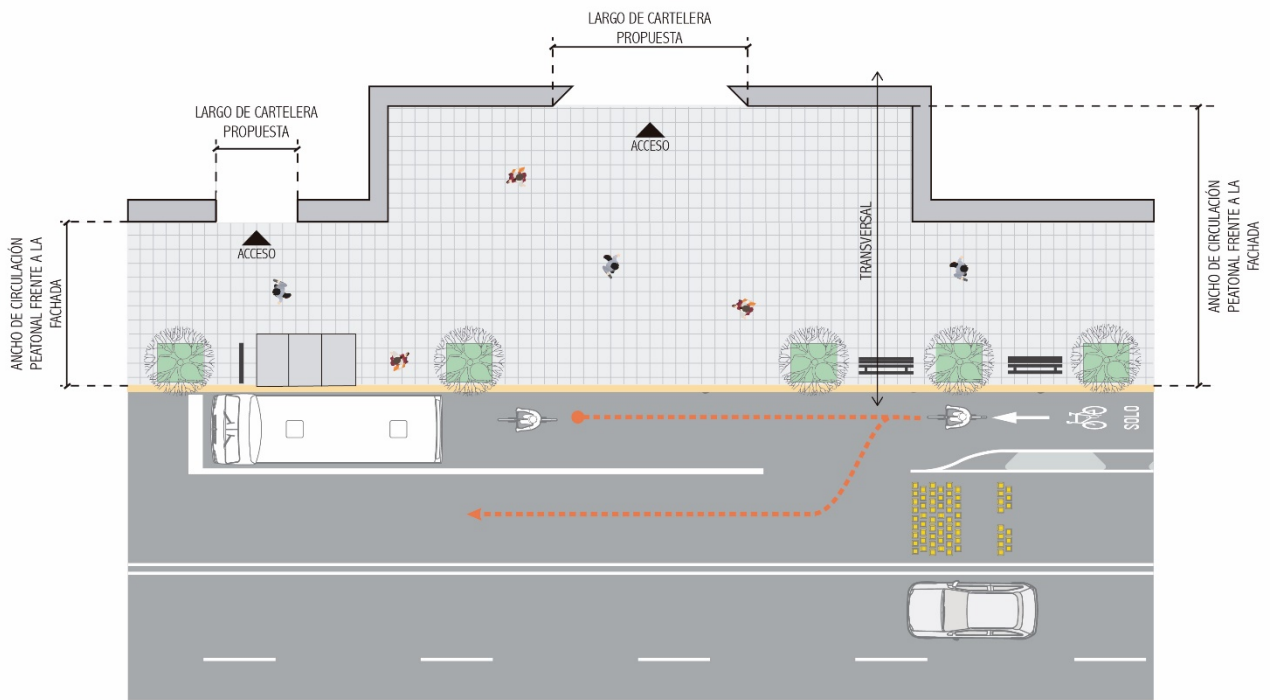 LARGO DE CARTELERA
PROPUESTA
LARGO DE CARTELERA
PROPUESTA
ACCESO
ACCESO
ANCHO DE CIRCULACIÓN
PEATONAL FRENTE A LA
FACHADA
TRANSVERSAL
ANCHO DE CIRCULACIÓN
PEATONAL FRENTE A LA
FACHADA
SOLO